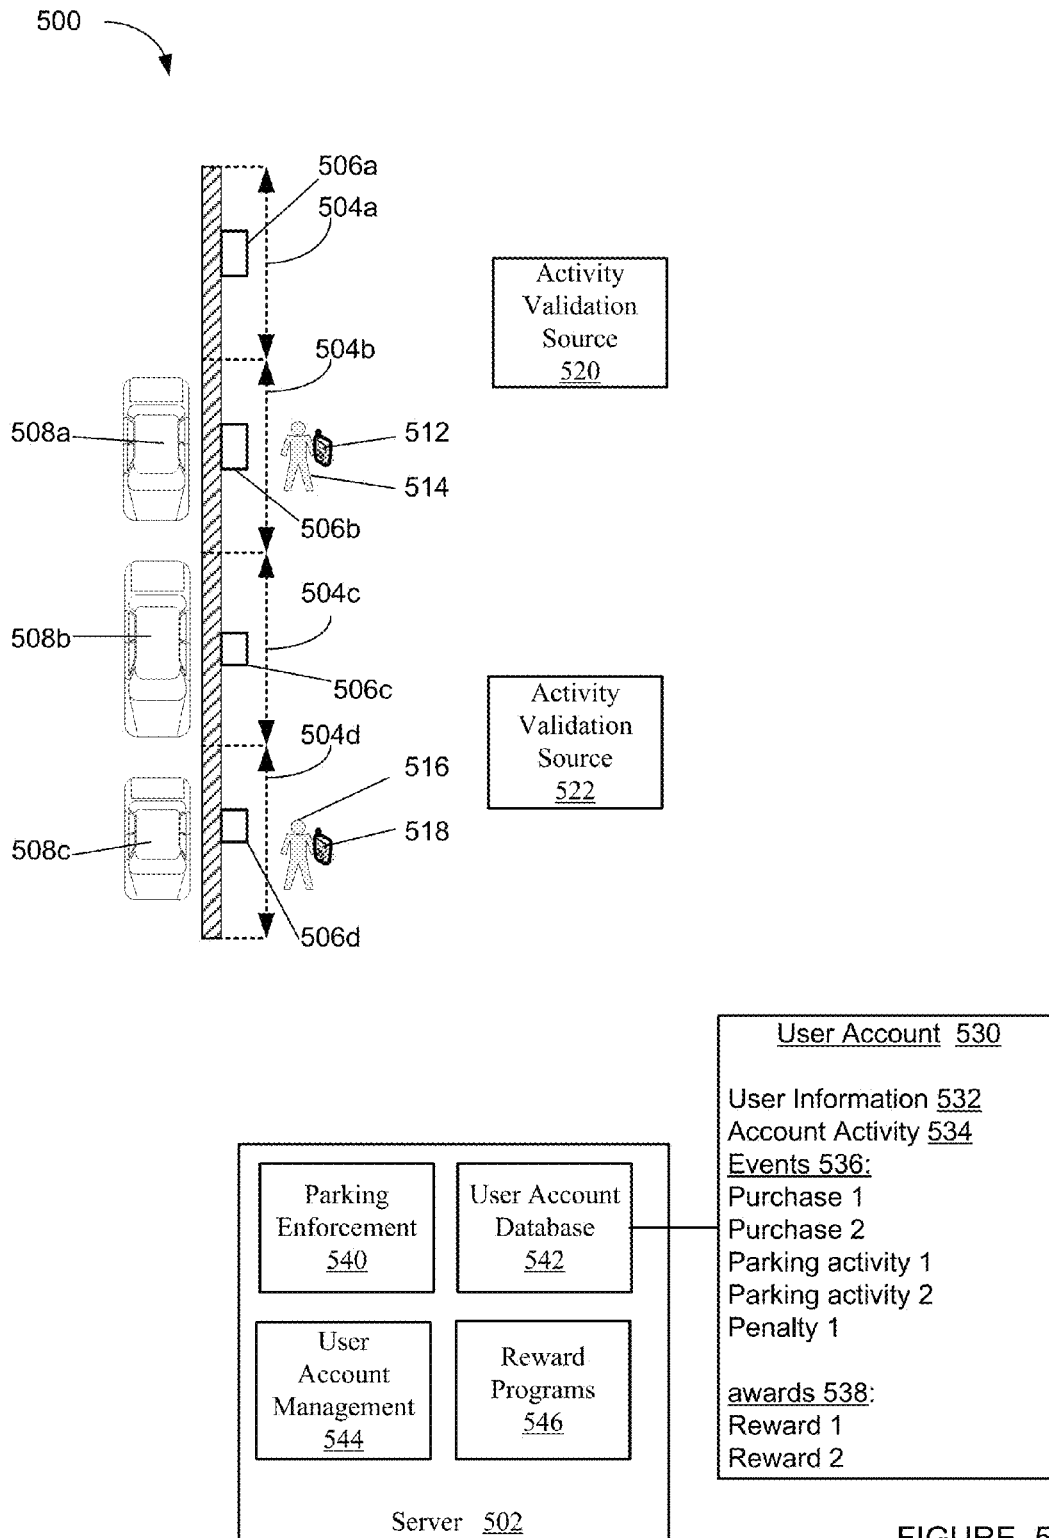 500
506a
504a
Activity
Validation
Source
520
504b
508a
512
514
506b
504c
508b
506c
Activity
Validation
Source
522
504d
516
518
508c
506d
User Account 530
User Information 532
Account Activity 534
Events 536:
Purchase 1
Purchase 2
Parking activity 1
Parking activity 2
Penalty 1
awards 538:
Reward 1
Reward 2
Parking
Enforcement
540
User Account
Database
542
User
Account
Management
544
Reward
Programs
546
Server 502
FIGURE 5